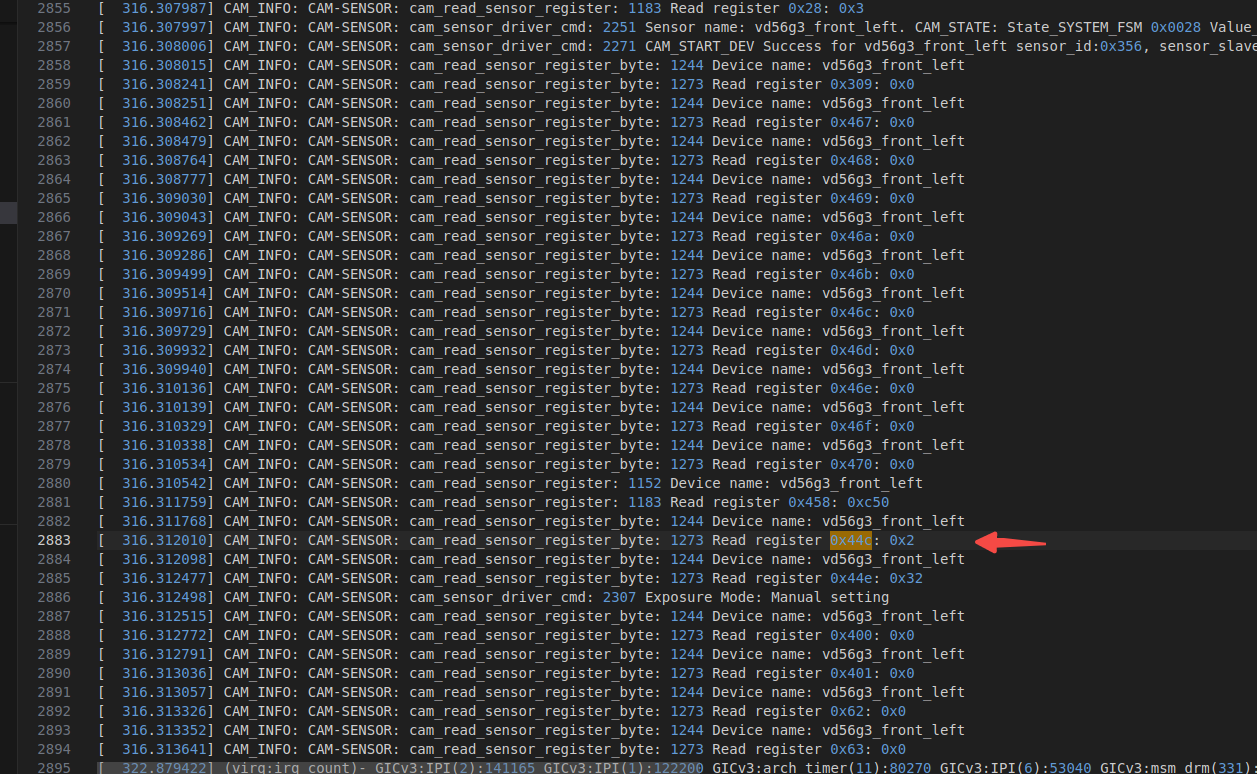 2855 [  316.307987] CAM_INFO: CAM-SENSOR: cam_read_sensor_register: 1183 Read register 0x28: 0x3
2856 [  316.307997] CAM_INFO: CAM-SENSOR: cam_sensor_driver_cmd: 2251 Sensor name: vd56g3_front_left. CAM_STATE: State_SYSTEM_FSM 0x0028 Value_
2857 [  316.308006] CAM_INFO: CAM-SENSOR: cam_sensor_driver_cmd: 2271 CAM_START_DEV Success for vd56g3_front_left sensor_id:0x356, sensor_slave
2858 [  316.308015] CAM_INFO: CAM-SENSOR: cam_read_sensor_register_byte: 1244 Device name: vd56g3_front_left
2859 [  316.308241] CAM_INFO: CAM-SENSOR: cam_read_sensor_register_byte: 1273 Read register 0x309: 0x0
2860 [  316.308251] CAM_INFO: CAM-SENSOR: cam_read_sensor_register_byte: 1244 Device name: vd56g3_front_left
2861 [  316.308462] CAM_INFO: CAM-SENSOR: cam_read_sensor_register_byte: 1273 Read register 0x467: 0x0
2862 [  316.308479] CAM_INFO: CAM-SENSOR: cam_read_sensor_register_byte: 1244 Device name: vd56g3_front_left
2863 [  316.308764] CAM_INFO: CAM-SENSOR: cam_read_sensor_register_byte: 1273 Read register 0x468: 0x0
2864 [  316.308777] CAM_INFO: CAM-SENSOR: cam_read_sensor_register_byte: 1244 Device name: vd56g3_front_left
2865 [  316.309030] CAM_INFO: CAM-SENSOR: cam_read_sensor_register_byte: 1273 Read register 0x469: 0x0
2866 [  316.309043] CAM_INFO: CAM-SENSOR: cam_read_sensor_register_byte: 1244 Device name: vd56g3_front_left
2867 [  316.309269] CAM_INFO: CAM-SENSOR: cam_read_sensor_register_byte: 1273 Read register 0x46a: 0x0
2868 [  316.309286] CAM_INFO: CAM-SENSOR: cam_read_sensor_register_byte: 1244 Device name: vd56g3_front_left
2869 [  316.309499] CAM_INFO: CAM-SENSOR: cam_read_sensor_register_byte: 1273 Read register 0x46b: 0x0
2870 [  316.309514] CAM_INFO: CAM-SENSOR: cam_read_sensor_register_byte: 1244 Device name: vd56g3_front_left
2871 [  316.309716] CAM_INFO: CAM-SENSOR: cam_read_sensor_register_byte: 1273 Read register 0x46c: 0x0
2872 [  316.309729] CAM_INFO: CAM-SENSOR: cam_read_sensor_register_byte: 1244 Device name: vd56g3_front_left
2873 [  316.309932] CAM_INFO: CAM-SENSOR: cam_read_sensor_register_byte: 1273 Read register 0x46d: 0x0
2874 [  316.309940] CAM_INFO: CAM-SENSOR: cam_read_sensor_register_byte: 1244 Device name: vd56g3_front_left
2875 [  316.310136] CAM_INFO: CAM-SENSOR: cam_read_sensor_register_byte: 1273 Read register 0x46e: 0x0
2876 [  316.310139] CAM_INFO: CAM-SENSOR: cam_read_sensor_register_byte: 1244 Device name: vd56g3_front_left
2877 [  316.310329] CAM_INFO: CAM-SENSOR: cam_read_sensor_register_byte: 1273 Read register 0x46f: 0x0
2878 [  316.310338] CAM_INFO: CAM-SENSOR: cam_read_sensor_register_byte: 1244 Device name: vd56g3_front_left
2879 [  316.310534] CAM_INFO: CAM-SENSOR: cam_read_sensor_register_byte: 1273 Read register 0x470: 0x0
2880 [  316.310542] CAM_INFO: CAM-SENSOR: cam_read_sensor_register: 1152 Device name: vd56g3_front_left
2881 [  316.311759] CAM_INFO: CAM-SENSOR: cam_read_sensor_register: 1183 Read register 0x458: 0xc50
2882 [  316.311768] CAM_INFO: CAM-SENSOR: cam_read_sensor_register_byte: 1244 Device name: vd56g3_front_left
2883 [  316.312010] CAM_INFO: CAM-SENSOR: cam_read_sensor_register_byte: 1273 Read register 0x44c: 0x2
2884 [  316.312098] CAM_INFO: CAM-SENSOR: cam_read_sensor_register_byte: 1244 Device name: vd56g3_front_left
2885 [  316.312477] CAM_INFO: CAM-SENSOR: cam_read_sensor_register_byte: 1273 Read register 0x44e: 0x32
2886 [  316.312498] CAM_INFO: CAM-SENSOR: cam_sensor_driver_cmd: 2307 Exposure Mode: Manual setting
2887 [  316.312515] CAM_INFO: CAM-SENSOR: cam_read_sensor_register_byte: 1244 Device name: vd56g3_front_left
2888 [  316.312772] CAM_INFO: CAM-SENSOR: cam_read_sensor_register_byte: 1273 Read register 0x400: 0x0
2889 [  316.312791] CAM_INFO: CAM-SENSOR: cam_read_sensor_register_byte: 1244 Device name: vd56g3_front_left
2890 [  316.313036] CAM_INFO: CAM-SENSOR: cam_read_sensor_register_byte: 1273 Read register 0x401: 0x0
2891 [  316.313057] CAM_INFO: CAM-SENSOR: cam_read_sensor_register_byte: 1244 Device name: vd56g3_front_left
2892 [  316.313326] CAM_INFO: CAM-SENSOR: cam_read_sensor_register_byte: 1273 Read register 0x62: 0x0
2893 [  316.313352] CAM_INFO: CAM-SENSOR: cam_read_sensor_register_byte: 1244 Device name: vd56g3_front_left
2894 [  316.313641] CAM_INFO: CAM-SENSOR: cam_read_sensor_register_byte: 1273 Read register 0x63: 0x0
2895 [  322.879422] (virq:irq_count)- GICv3:IPI(2):141165 GICv3:IPI(1):122200 GICv3:arch_timer(11):80270 GICv3:IPI(6):53040 GICv3:msm_drm(331)